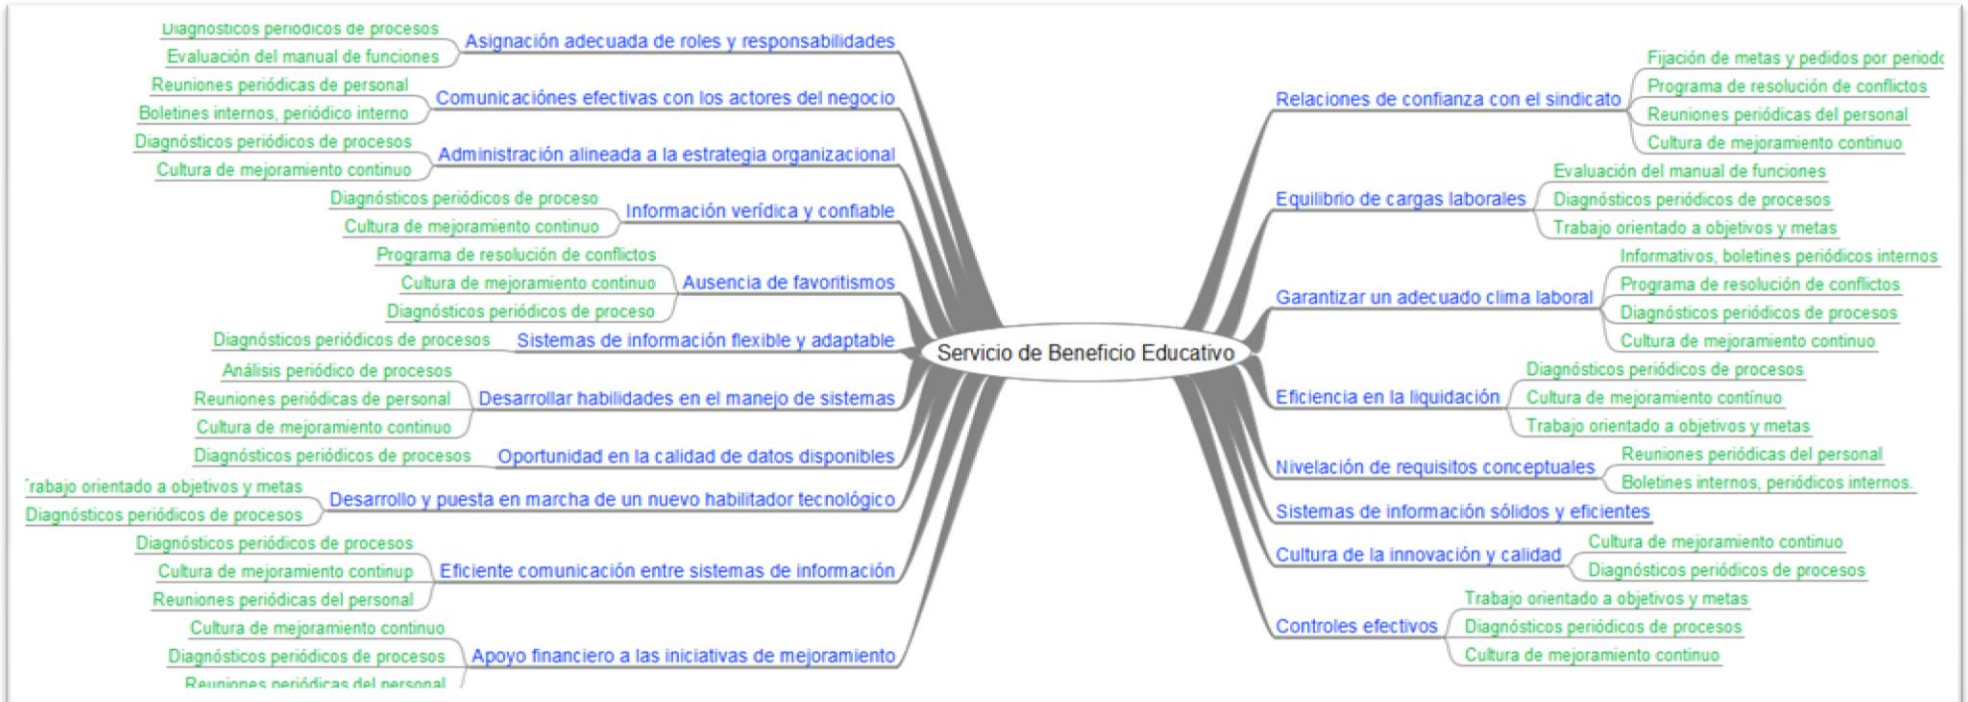 Diagnósticos periódicos de procesos
Evaluación del manual de funciones
Asignación adecuada de roles y responsabilidades
Reuniones periódicas de personal
Boletines internos, periódico interno
Comunicaciónes efectivas con los actores del negocio
Diagnósticos periódicos de procesos
Cultura de mejoramiento continuo
Administración alineada a la estrategia organizacional
Diagnósticos periódicos de proceso
Cultura de mejoramiento continuo
Información verídica y confiable
Programa de resolución de conflictos
Cultura de mejoramiento continuo
Diagnósticos periódicos de proceso
Ausencia de favoritismos
Diagnósticos periódicos de procesos
Sistemas de información flexible y adaptable
Análisis periódico de procesos
Reuniones periódicas de personal
Cultura de mejoramiento continuo
Desarrollar habilidades en el manejo de sistemas
Diagnósticos periódicos de procesos
Oportunidad en la calidad de datos disponibles
rabajo orientado a objetivos y metas
Diagnósticos periódicos de procesos
Desarrollo y puesta en marcha de un nuevo habilitador tecnológico
Diagnósticos periódicos de procesos
Cultura de mejoramiento continup
Reuniones periódicas del personal
Eficiente comunicación entre sistemas de información
Cultura de mejoramiento continuo
Diagnósticos periódicos de procesos
Reuniones periódicas del personal
Apoyo financiero a las iniciativas de mejoramiento
Servicio de Beneficio Educativo
Relaciones de confianza con el sindicato
Fijación de metas y pedidos por periodo
Programa de resolución de conflictos
Reuniones periódicas del personal
Cultura de mejoramiento continuo
Equilibrio de cargas laborales
Evaluación del manual de funciones
Diagnósticos periódicos de procesos
Trabajo orientado a objetivos y metas
Garantizar un adecuado clima laboral
Informativos, boletines periódicos internos
Programa de resolución de conflictos
Diagnósticos periódicos de procesos
Cultura de mejoramiento continuo
Eficiencia en la liquidación
Diagnósticos periódicos de procesos
Cultura de mejoramiento contínuo
Trabajo orientado a objetivos y metas
Nivelación de requisitos conceptuales
Reuniones periódicas del personal
Boletines internos, periódicos internos.
Sistemas de información sólidos y eficientes
Cultura de la innovación y calidad
Cultura de mejoramiento continuo
Diagnósticos periódicos de procesos
Controles efectivos
Trabajo orientado a objetivos y metas
Diagnósticos periódicos de procesos
Cultura de mejoramiento continuo